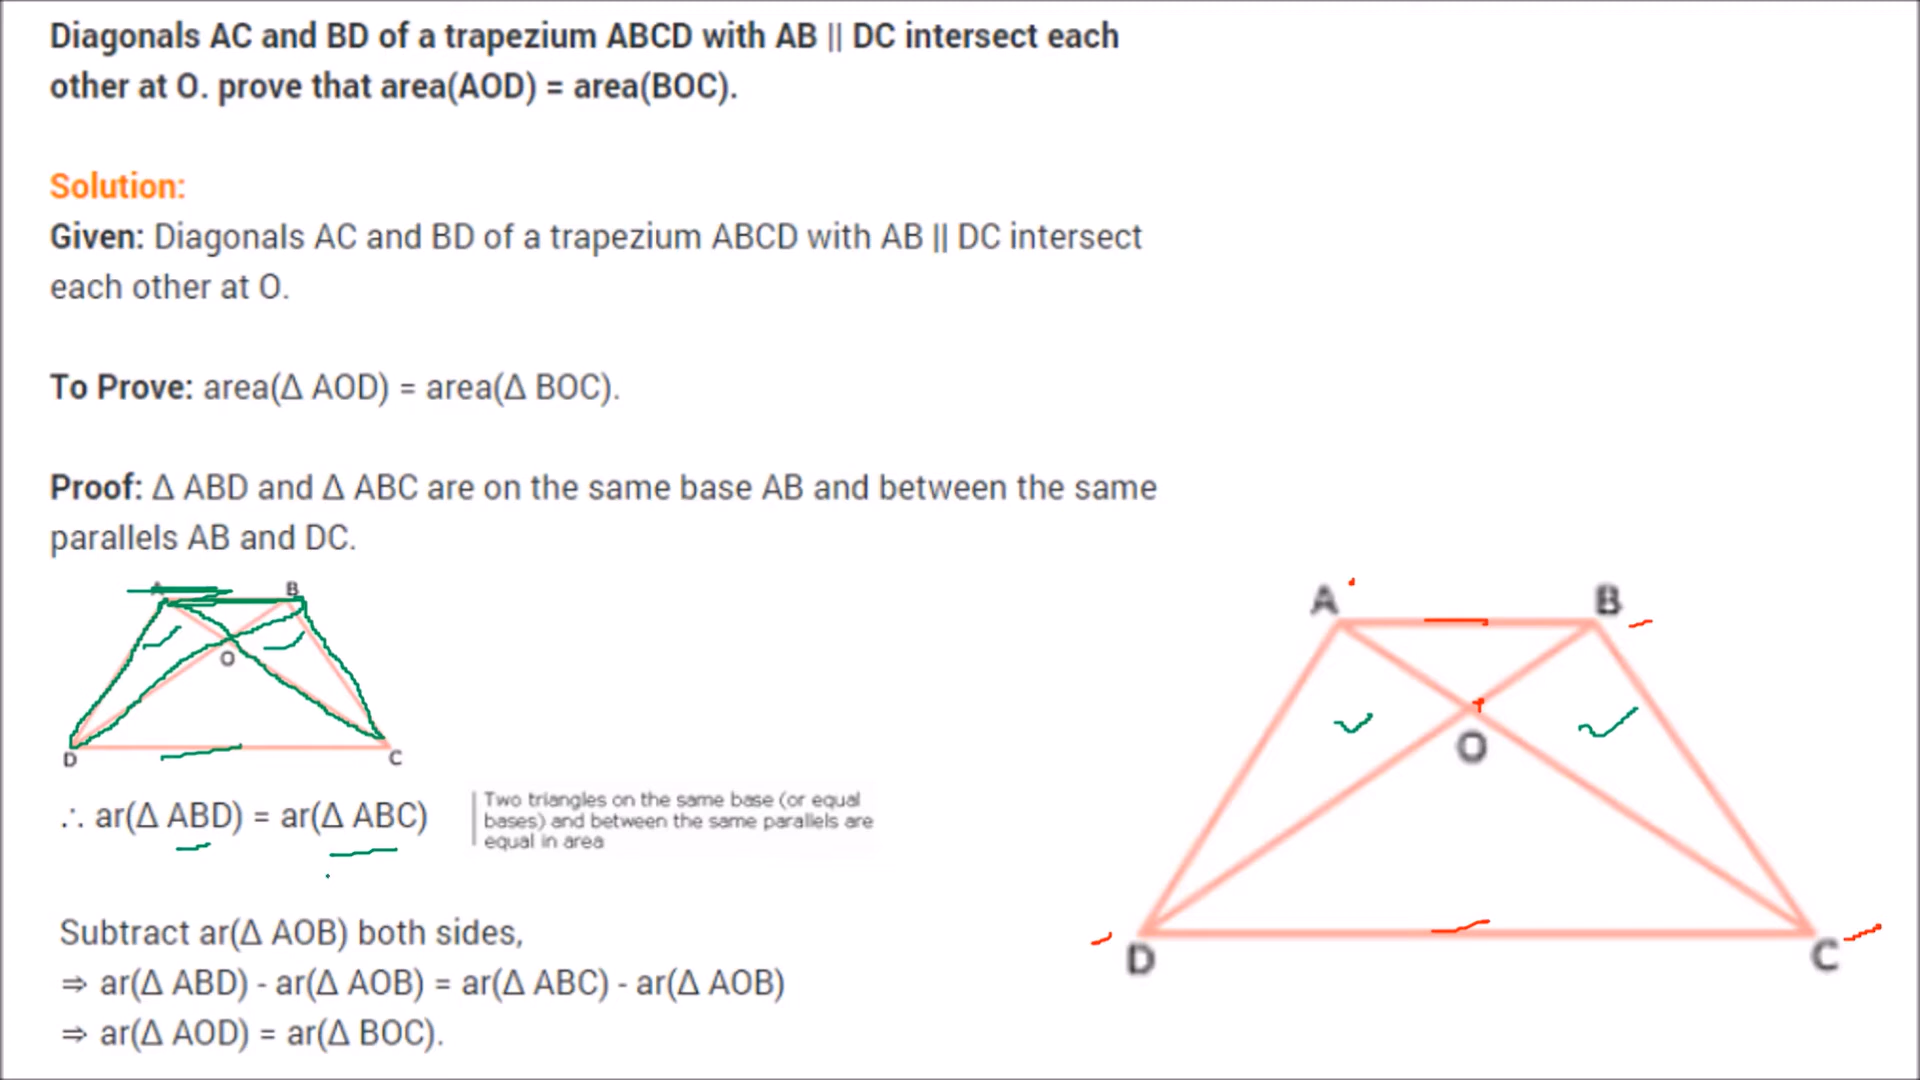 Diagonals AC and BD of a trapezium ABCD with AB || DC intersect each
other at O. prove that area(AOD) = area(BOC).
Solution:
Given: Diagonals AC and BD of a trapezium ABCD with AB || DC intersect
each other at O.
To Prove: area(Δ AOD) = area(Δ BOC).
Proof: Δ ABD and Δ ABC are on the same base AB and between the same
parallels AB and DC.
A B
O
D C
∴ ar(Δ ABD) = ar(Δ ABC)
Two triangles on the same base (or equal
bases) and between the same parallels are
equal in area
Subtract ar(Δ AOB) both sides,
⇒ ar(Δ ABD) - ar(Δ AOB) = ar(Δ ABC) - ar(Δ AOB)
⇒ ar(Δ AOD) = ar(Δ BOC).
A B
O
D C